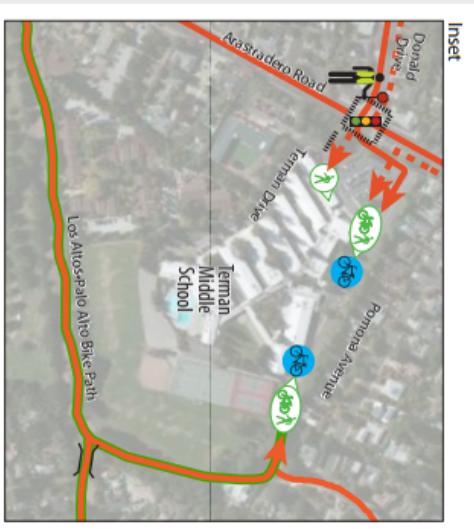 Inset
Donald
Drive
Arastradero Road
Terman Drive
Terman
Middle
School
Pomona Avenue
Los Altos-Palo Alto Bike Path